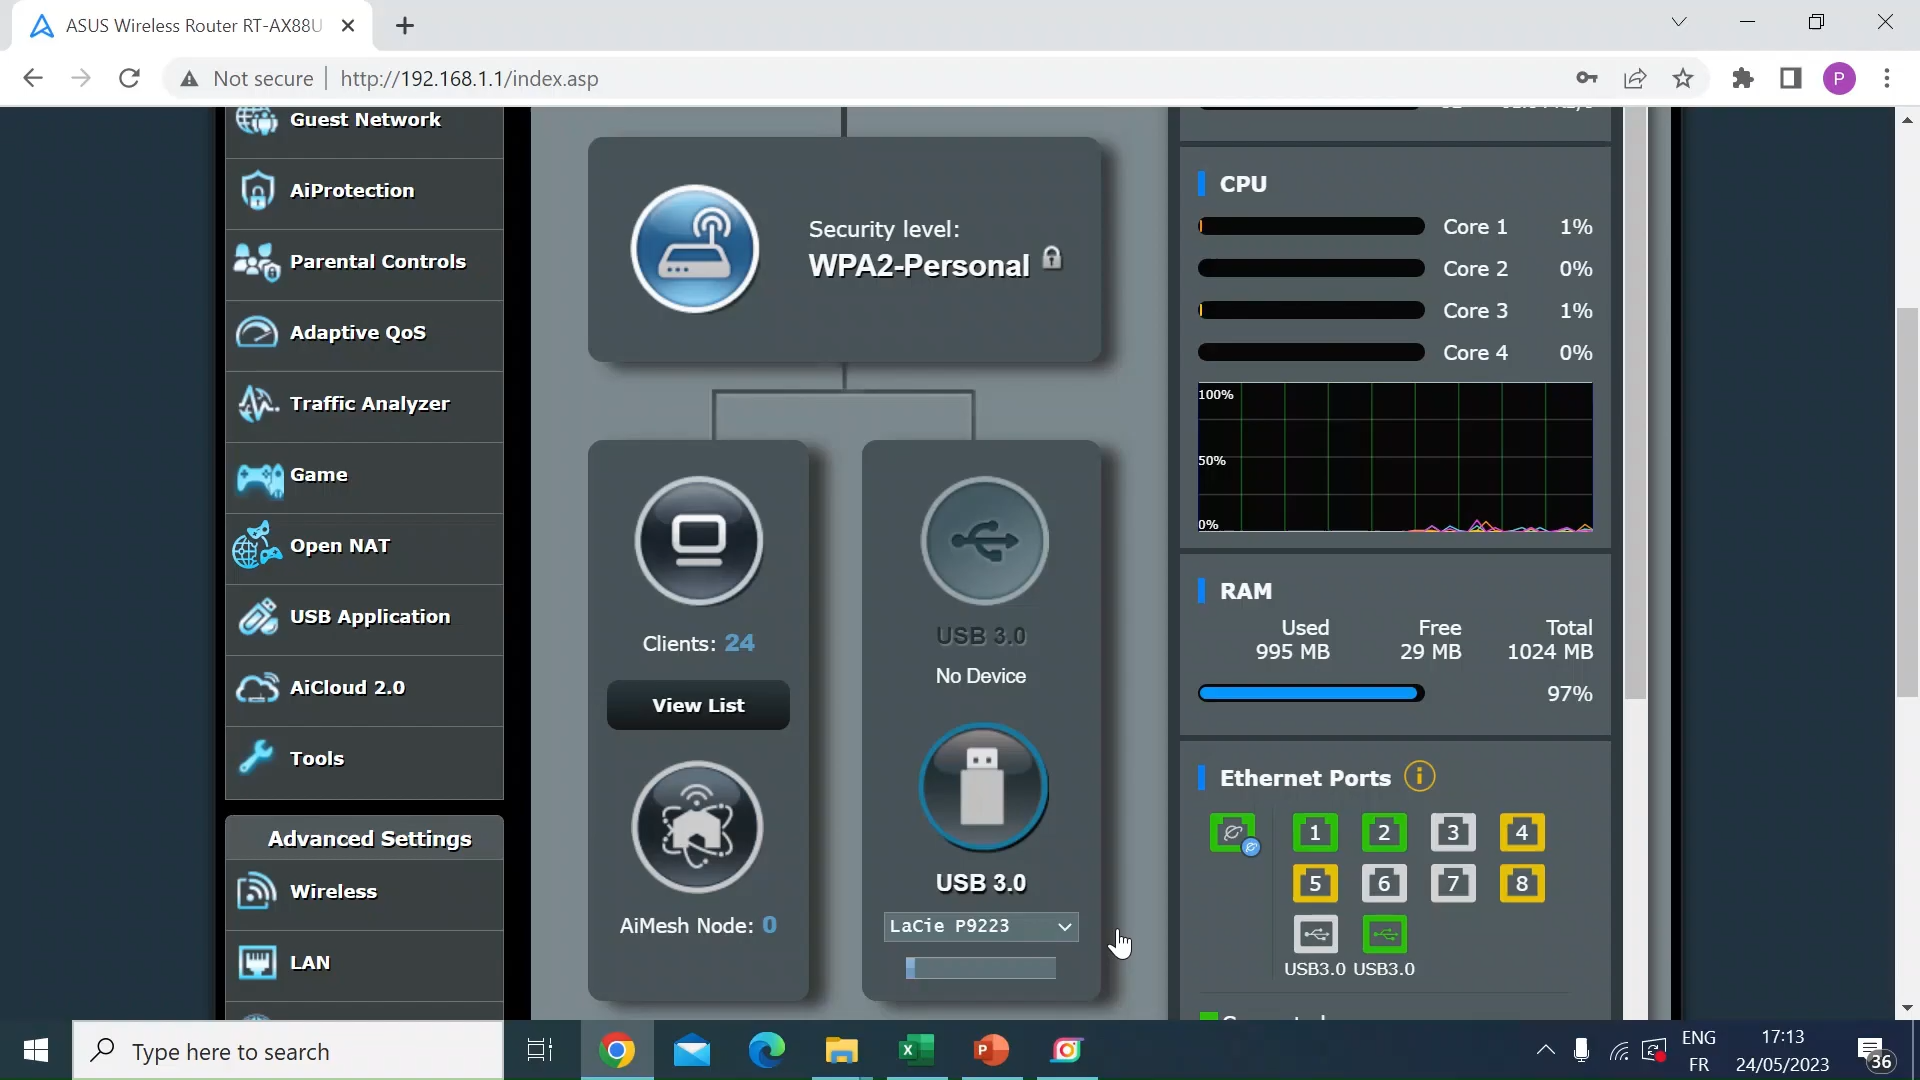 ASUS Wireless Router RT-AX88U
Not secure
http://192.168.1.1/index.asp
P
Guest Network
AiProtection
Parental Controls
Adaptive QoS
Traffic Analyzer
Game
Open NAT
USB Application
AiCloud 2.0
Tools
Advanced Settings
Wireless
LAN
Security level:
WPA2-Personal
Clients: 24
View List
AiMesh Node: 0
USB 3.0
No Device
USB 3.0
LaCie P9223
CPU
Core 1 1%
Core 2 0%
Core 3 1%
Core 4 0%
100%
50%
0%
RAM
Used Free Total
995 MB 29 MB 1024 MB
97%
Ethernet Ports
1 2 3 4
5 6 7 8
USB3.0 USB3.0
Type here to search
ENG
FR
17:13
24/05/2023
36